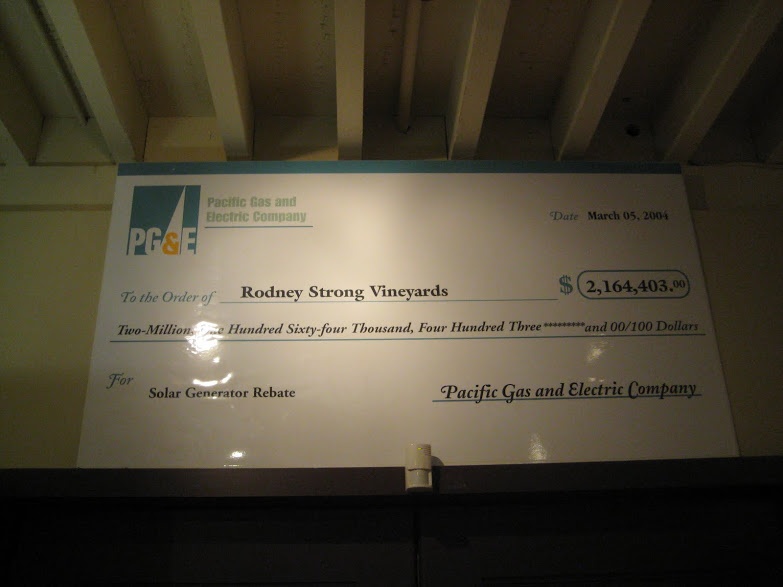 PG&E
Pacific Gas and
Electric Company
Date March 05, 2004
To the Order of Rodney Strong Vineyards $ 2,164,403.00
Two-Million, One Hundred Sixty-four Thousand, Four Hundred Three *********and 00/100 Dollars
For Solar Generator Rebate
Pacific Gas and Electric Company